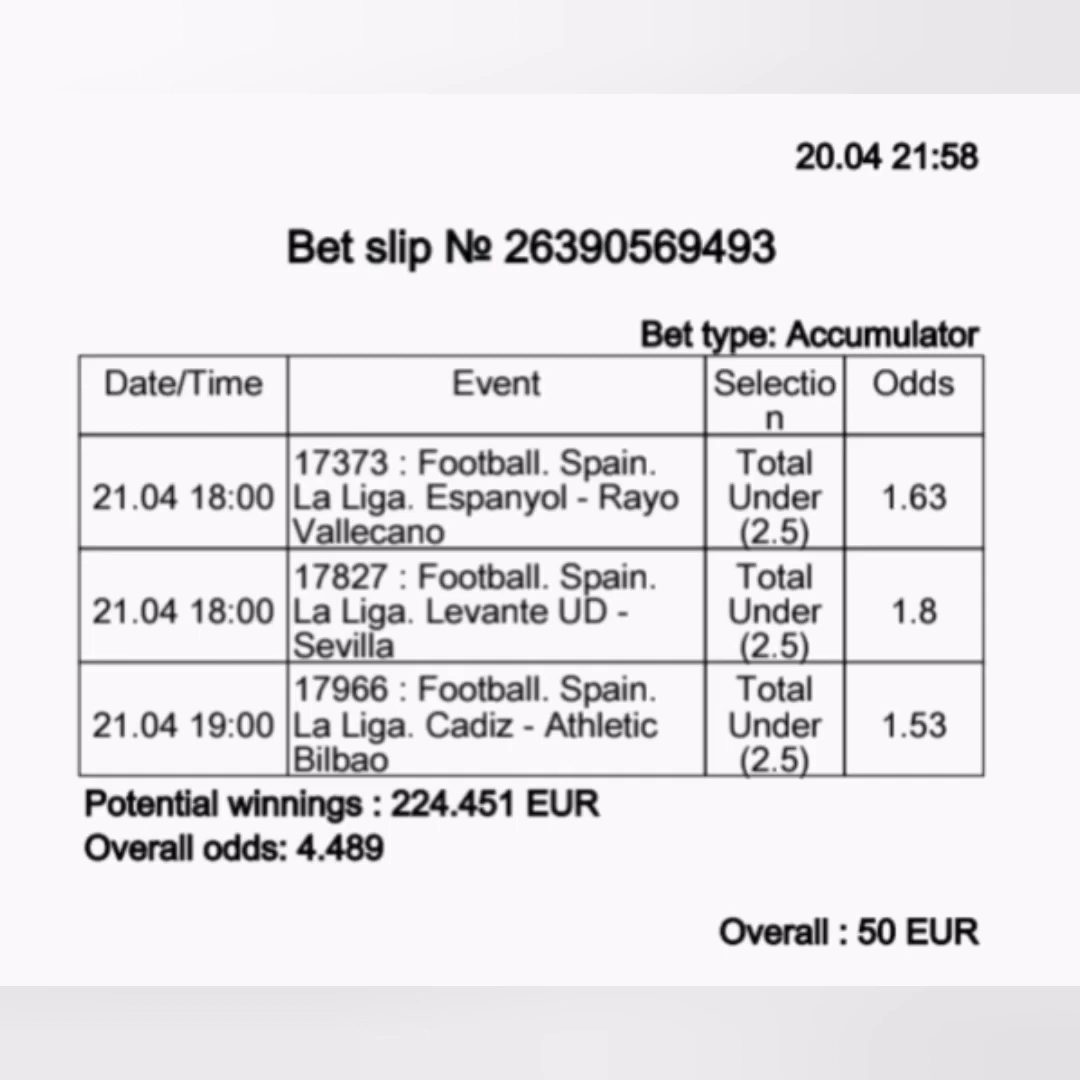 20.04 21:58
Bet slip № 26390569493
Bet type: Accumulator
Date/Time Event Selectio n Odds
21.04 18:00
17373 : Football. Spain.
La Liga. Espanyol - Rayo
Vallecano
Total
Under
(2.5)
1.63
21.04 18:00
17827 : Football. Spain.
La Liga. Levante UD -
Sevilla
Total
Under
(2.5)
1.8
21.04 19:00
17966 : Football. Spain.
La Liga. Cadiz - Athletic
Bilbao
Total
Under
(2.5)
1.53
Potential winnings : 224.451 EUR
Overall odds: 4.489
Overall : 50 EUR